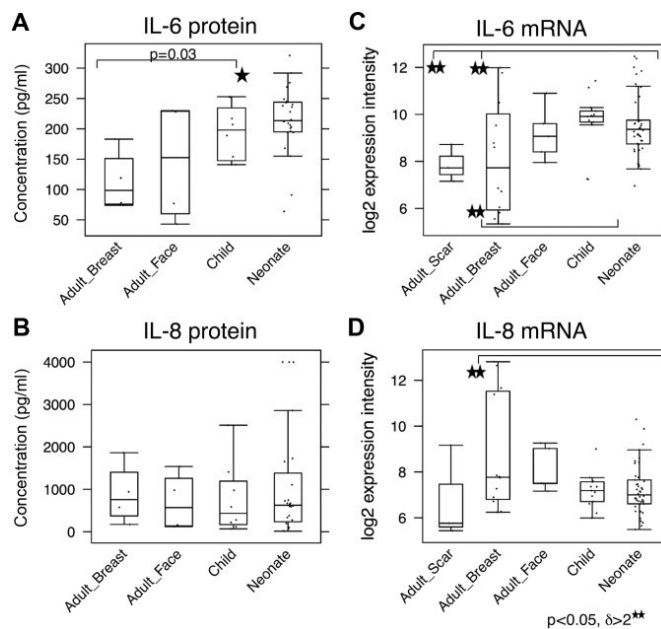 A
IL-6 protein
Concentration (pg/ml)
300
250
200
150
100
50
p=0.03
★
Adult_Breast
Adult_Face
Child
Neonate
C
IL-6 mRNA
log2 expression intensity
12
10
8
6
★★
★★
★★
Adult_Scar
Adult_Breast
Adult_Face
Child
Neonate
B
IL-8 protein
Concentration (pg/ml)
4000
3000
2000
1000
0
Adult_Breast
Adult_Face
Child
Neonate
D
IL-8 mRNA
log2 expression intensity
12
10
8
6
★★
Adult_Scar
Adult_Breast
Adult_Face
Child
Neonate
p<0.05, δ>2★★